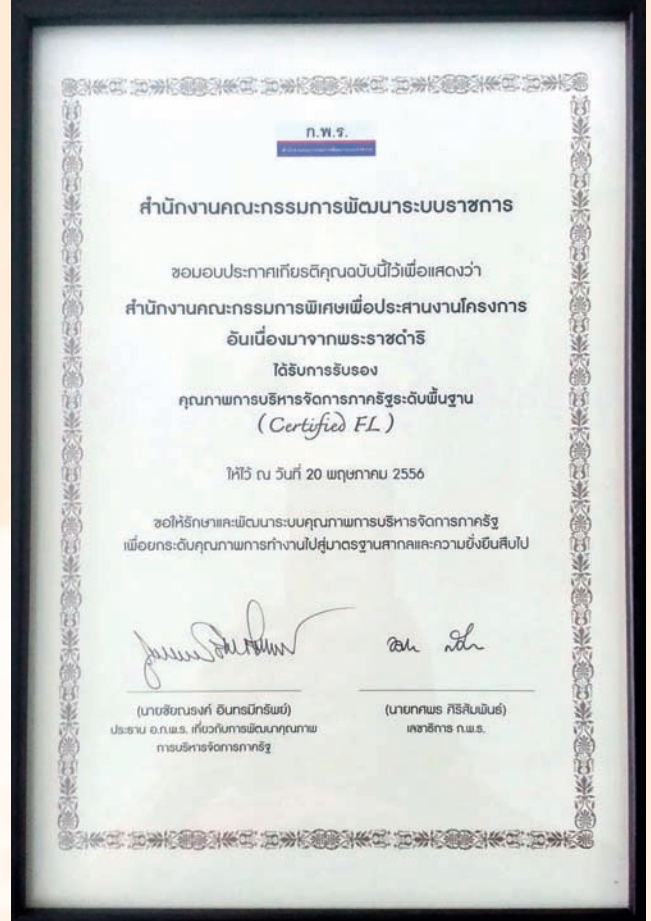 ก.พ.ร.
สำนักงานคณะกรรมการพัฒนาระบบราชการ
ขอมอบประกาศเกียรติคุณฉบับนี้ไว้เพื่อแสดงว่า
สำนักงานคณะกรรมการพิเศษเพื่อประสานงานโครงการ
อันเนื่องมาจากพระราชดำริ
ได้รับการรับรอง
คุณภาพการบริหารจัดการภาครัฐระดับพื้นฐาน
(Certified FL)
ให้ไว้ ณ วันที่ 20 พฤษภาคม 2556
ขอให้รักษาและพัฒนาระบบคุณภาพการบริหารจัดการภาครัฐ
เพื่อยกระดับคุณภาพการทำงานไปสู่มาตรฐานสากลและความยั่งยืนสืบไป
(นายชัยณรงค์ อินทรมีทรัพย์) (นายทศพร ศิริสัมพันธ์)
ประธาน อ.ก.พ.ร. เกี่ยวกับการพัฒนาคุณภาพ เลขาธิการ ก.พ.ร.
การบริหารจัดการภาครัฐ